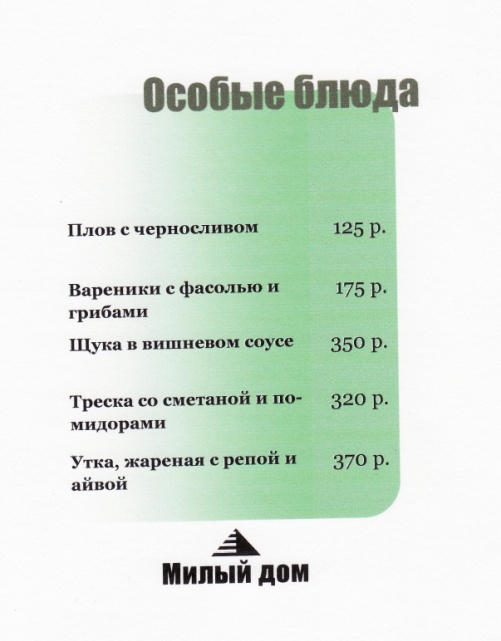 Особые блюда
Плов с черносливом 125 р.
Вареники с фасолью и 175 р.
грибами
Щука в вишневом соусе 350 р.
Треска со сметаной и по- 320 р.
мидорами
Утка, жареная с репой и 370 р.
айвой
Милый дом